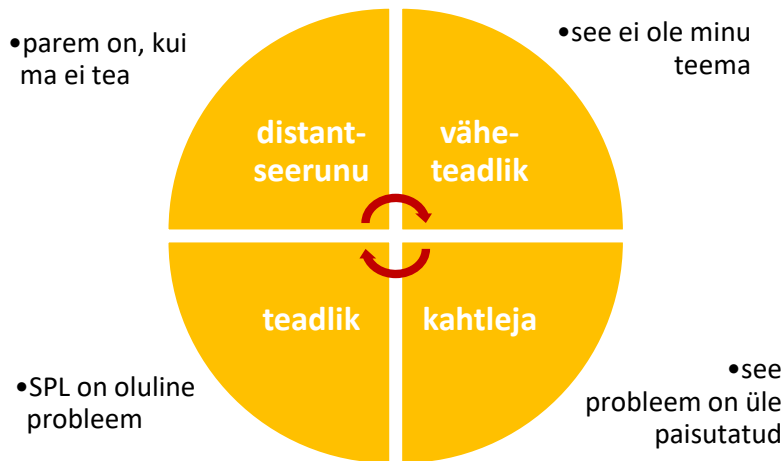 •parem on, kui
ma ei tea
•see ei ole minu
teema
distant-
seerunu
vähe-
teadlik
teadlik
kahtleja
•SPL on oluline
probleem
•see
probleem on üle
paisutatud